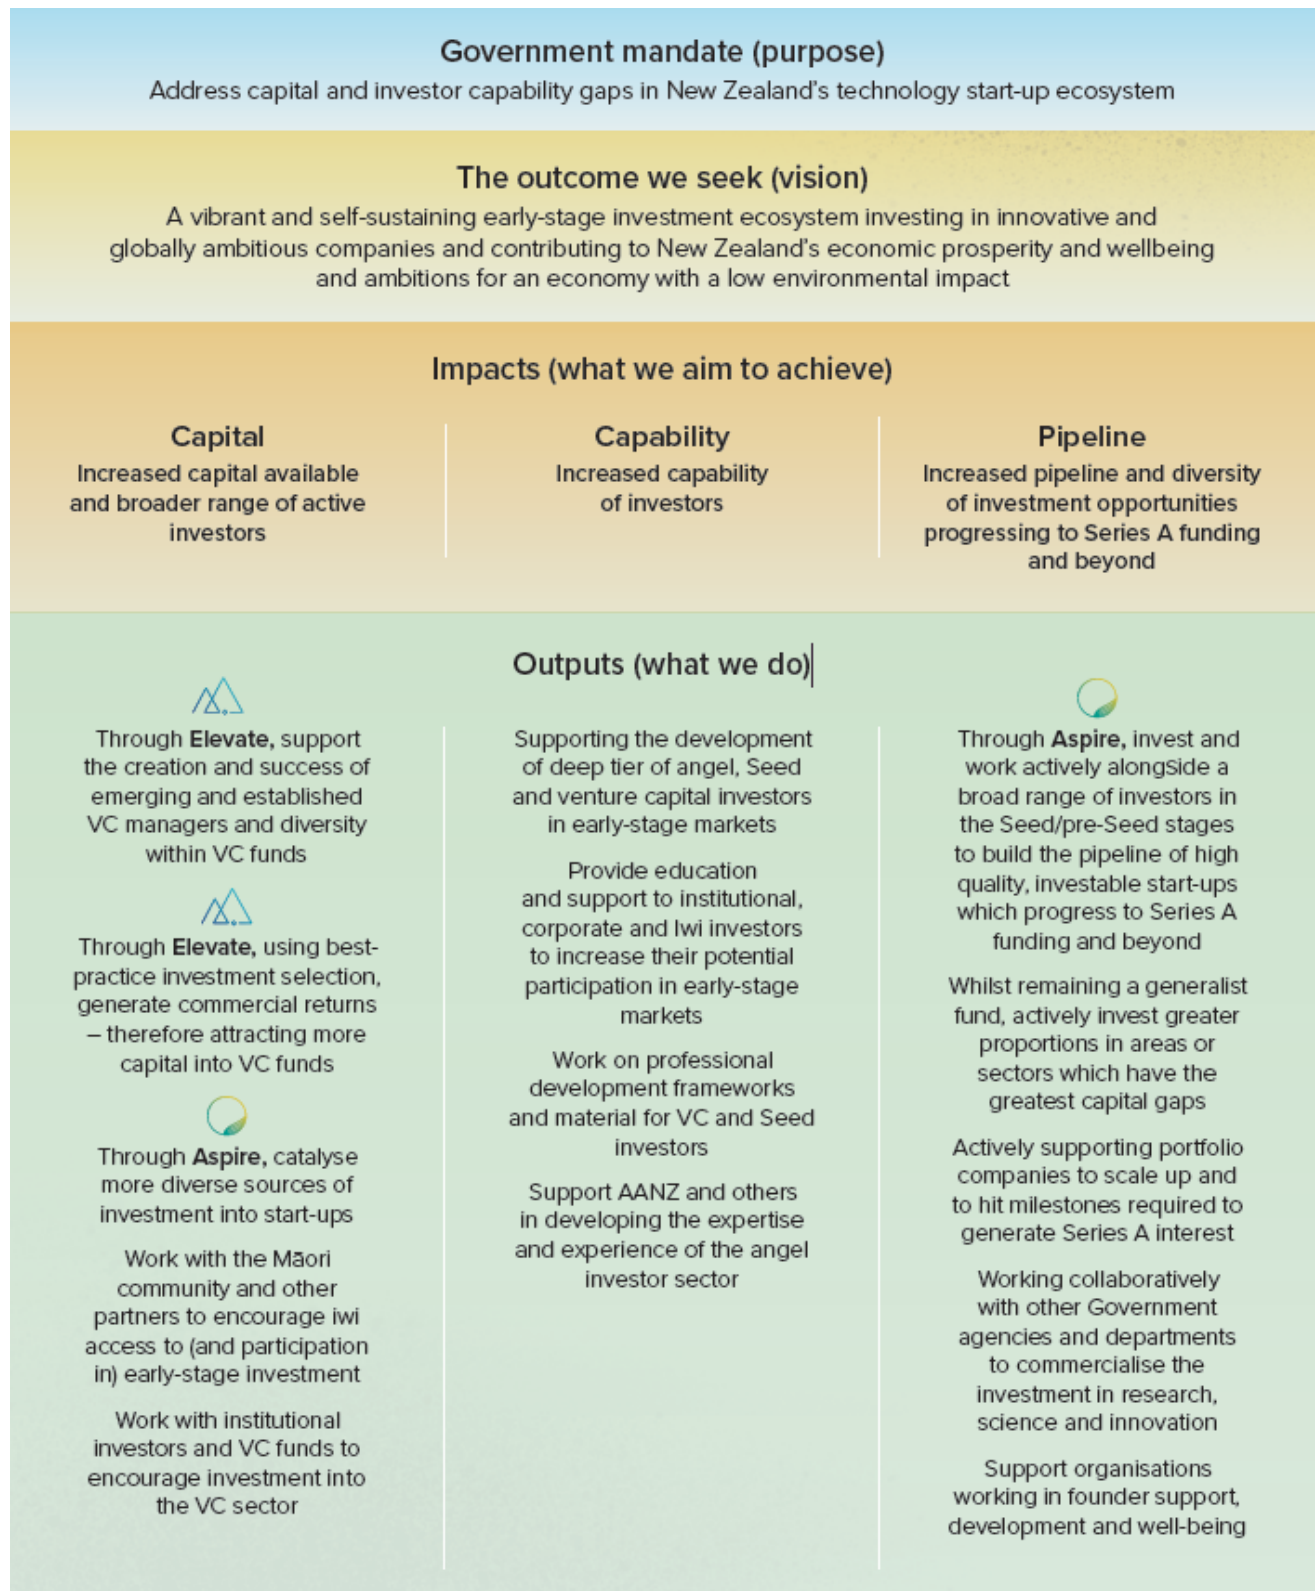 Government mandate (purpose)
Address capital and investor capability gaps in New Zealand's technology start-up ecosystem
The outcome we seek (vision)
A vibrant and self-sustaining early-stage investment ecosystem investing in innovative and
globally ambitious companies and contributing to New Zealand's economic prosperity and wellbeing
and ambitions for an economy with a low environmental impact
Impacts (what we aim to achieve)
Capital
Increased capital available
and broader range of active
investors
Capability
Increased capability
of investors
Pipeline
Increased pipeline and diversity
of investment opportunities
progressing to Series A funding
and beyond
Outputs (what we do)
Through Elevate, support
the creation and success of
emerging and established
VC managers and diversity
within VC funds
Through Elevate, using best-
practice investment selection,
generate commercial returns
– therefore attracting more
capital into VC funds
Through Aspire, catalyse
more diverse sources of
investment into start-ups
Work with the Māori
community and other
partners to encourage iwi
access to (and participation
in) early-stage investment
Work with institutional
investors and VC funds to
encourage investment into
the VC sector
Supporting the development
of deep tier of angel, Seed
and venture capital investors
in early-stage markets
Provide education
and support to institutional,
corporate and Iwi investors
to increase their potential
participation in early-stage
markets
Work on professional
development frameworks
and material for VC and Seed
investors
Support AANZ and others
in developing the expertise
and experience of the angel
investor sector
Through Aspire, invest and
work actively alongSide a
broad range of investors in
the Seed/pre-Seed stages
to build the pipeline of high
quality, investable start-ups
which progress to Series A
funding and beyond
Whilst remaining a generalist
fund, actively invest greater
proportions in areas or
sectors which have the
greatest capital gaps
Actively supporting portfolio
companies to scale up and
to hit milestones required to
generate Series A interest
Working collaboratively
with other Government
agencies and departments
to commercialise the
investment in research,
science and innovation
Support organisations
working in founder support,
development and well-being